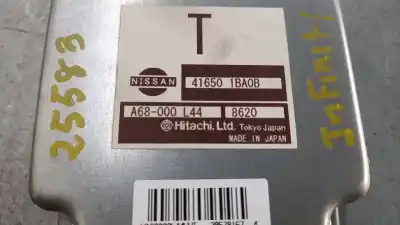 T
NISSAN
41650 1BA0B
A68-000 L44 8620
Hitachi, Ltd. Tokyo Japan
MADE IN JAPAN
25583
Infiniti